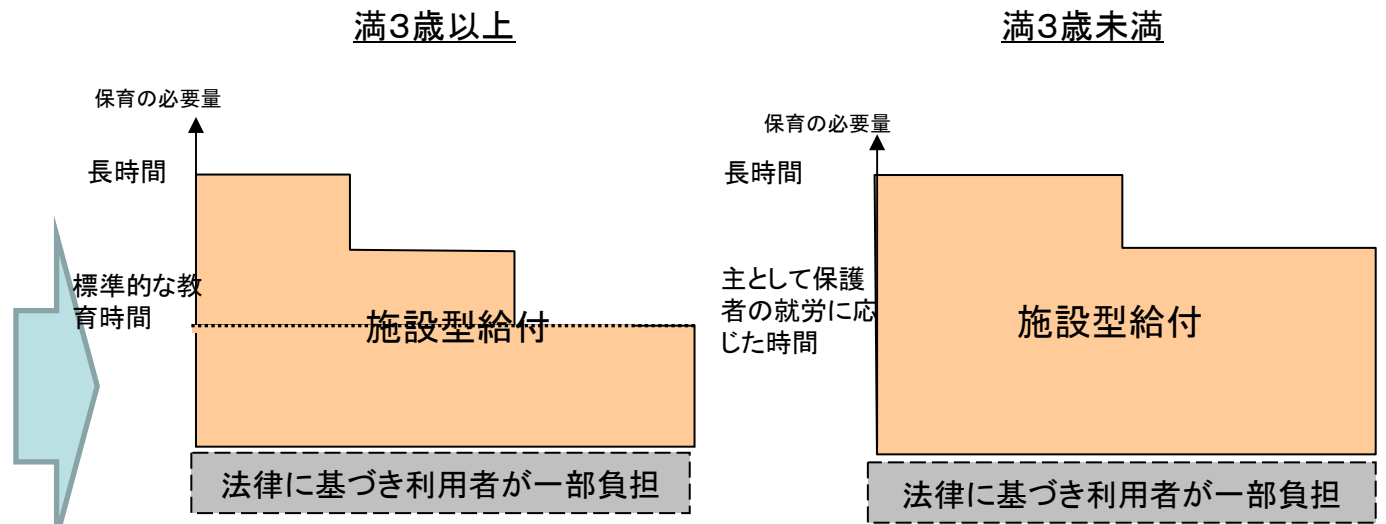 満3歳以上
保育の必要量
長時間
標準的な教
育時間
施設型給付
法律に基づき利用者が一部負担
満3歳未満
保育の必要量
長時間
主として保護
者の就労に応
じた時間
施設型給付
法律に基づき利用者が一部負担